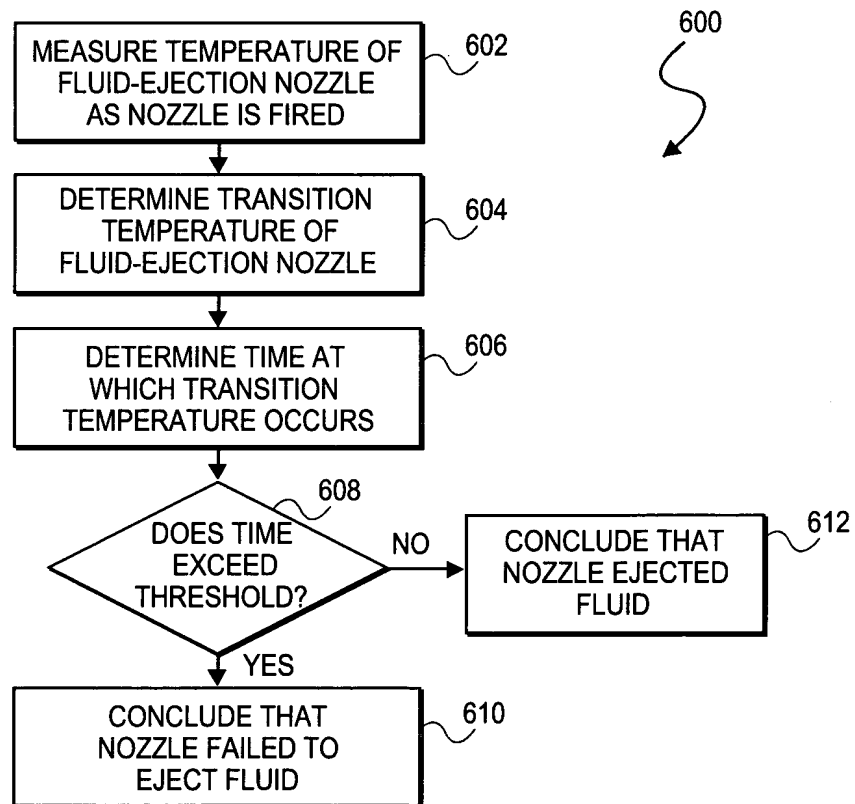 600
MEASURE TEMPERATURE OF
FLUID-EJECTION NOZZLE
AS NOZZLE IS FIRED
602
DETERMINE TRANSITION
TEMPERATURE OF
FLUID-EJECTION NOZZLE
604
DETERMINE TIME AT
WHICH TRANSITION
TEMPERATURE OCCURS
606
608
DOES TIME
EXCEED
THRESHOLD?
NO
CONCLUDE THAT
NOZZLE EJECTED
FLUID
612
YES
CONCLUDE THAT
NOZZLE FAILED TO
EJECT FLUID
610